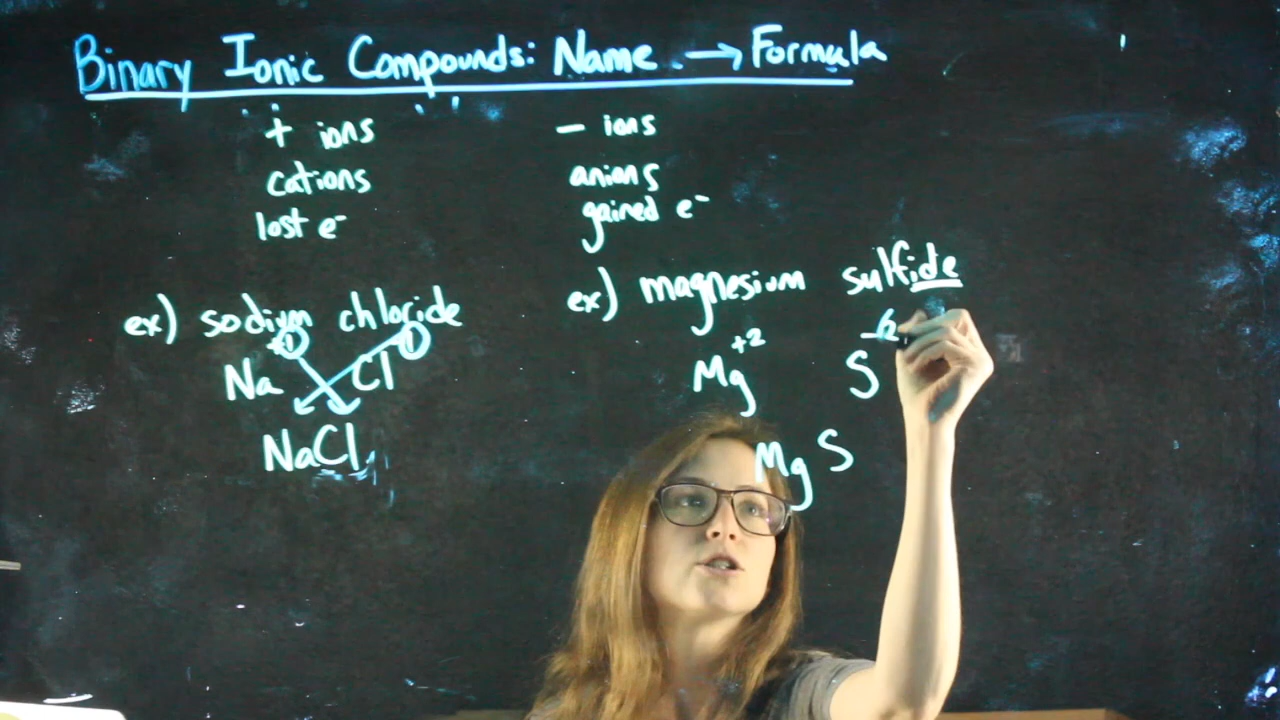 Binary Ionic Compounds: Name → Formula
+ ions
cations
lost e⁻
− ions
anions
gained e⁻
ex) sodium chloride
Na Cl
NaCl
ex) magnesium sulfide
Mg⁺² S
Mg S